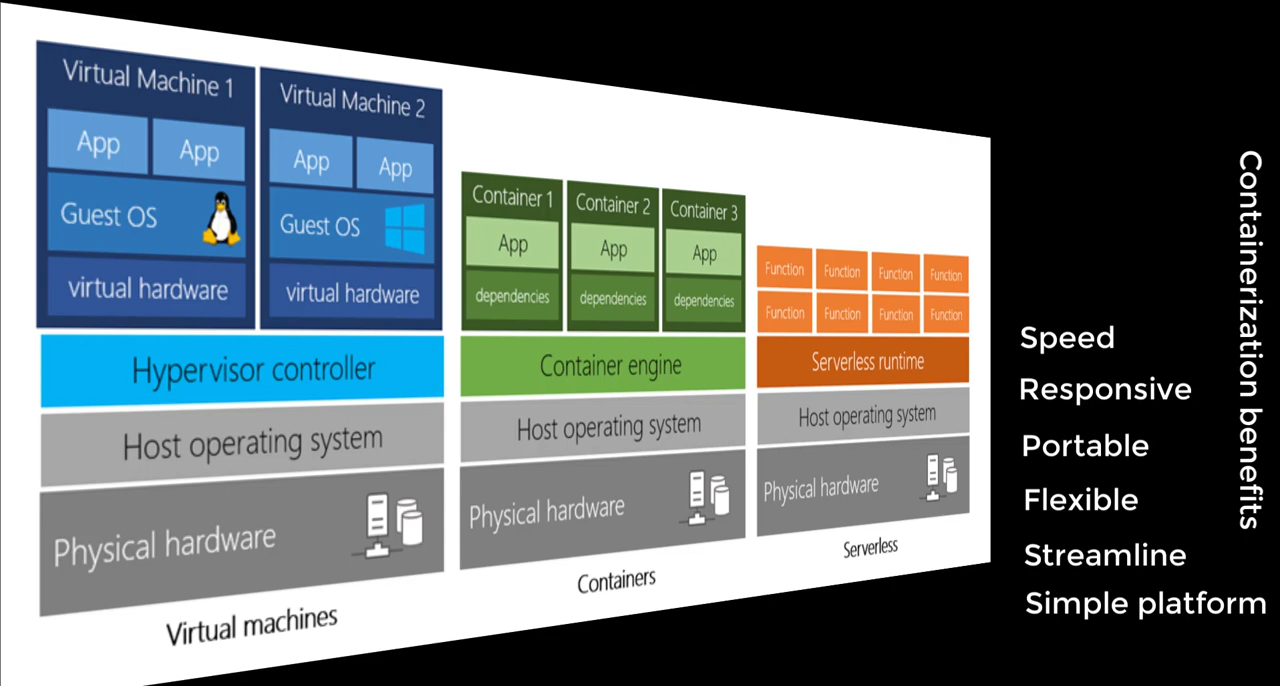 Virtual Machine 1
App
App
Guest OS
virtual hardware
Virtual Machine 2
App
App
Guest OS
virtual hardware
Hypervisor controller
Host operating system
Physical hardware
Virtual machines
Container 1
App
dependencies
Container 2
App
dependencies
Container 3
App
dependencies
Container engine
Host operating system
Physical hardware
Containers
Function
Function
Function
Function
Function
Function
Function
Function
Serverless runtime
Host operating system
Physical hardware
Serverless
Containerization benefits
Speed
Responsive
Portable
Flexible
Streamline
Simple platform